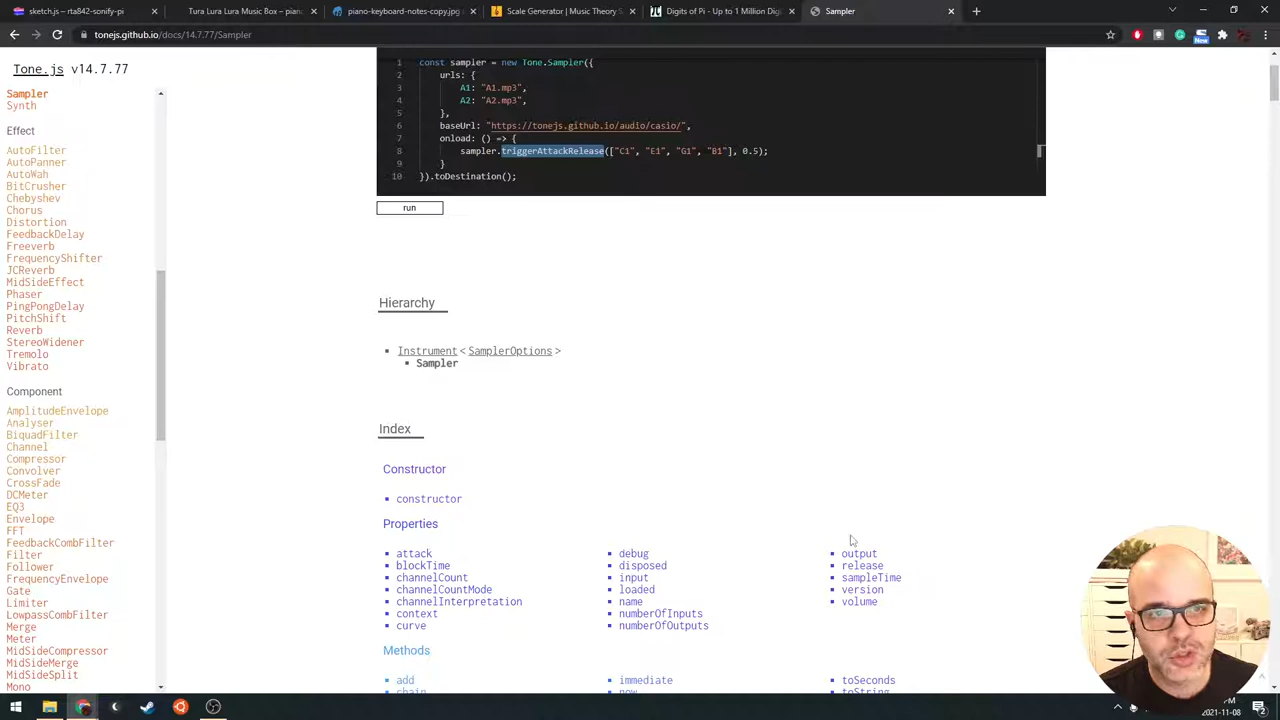 sketch.js - rta842-sonify-pi
Tura Lura Lura Music Box – piano
piano-keyboard-notes-copy.jpg (
Scale Generator | Music Theory S
Digits of Pi - Up to 1 Million Digi
Sampler
tonejs.github.io/docs/14.7.77/Sampler
New
Tone.js v14.7.77
Sampler
Synth
Effect
AutoFilter
AutoPanner
AutoWah
BitCrusher
Chebyshev
Chorus
Distortion
FeedbackDelay
Freeverb
FrequencyShifter
JCReverb
MidSideEffect
Phaser
PingPongDelay
PitchShift
Reverb
StereoWidener
Tremolo
Vibrato
Component
AmplitudeEnvelope
Analyser
BiquadFilter
Channel
Compressor
Convolver
CrossFade
DCMeter
EQ3
Envelope
FFT
FeedbackCombFilter
Filter
Follower
FrequencyEnvelope
Gate
Limiter
LowpassCombFilter
Merge
Meter
MidSideCompressor
MidSideMerge
MidSideSplit
Mono
1 const sampler = new Tone.Sampler({
2 urls: {
3 A1: "A1.mp3",
4 A2: "A2.mp3",
5 },
6 baseUrl: "https://tonejs.github.io/audio/casio/",
7 onload: () => {
8 sampler.triggerAttackRelease(["C1", "E1", "G1", "B1"], 0.5);
9 }
10 }).toDestination();
run
Hierarchy
Instrument < SamplerOptions >
Sampler
Index
Constructor
constructor
Properties
attack
blockTime
channelCount
channelCountMode
channelInterpretation
context
curve
debug
disposed
input
loaded
name
numberOfInputs
numberOfOutputs
output
release
sampleTime
version
volume
Methods
add
chain
immediate
now
toSeconds
toString
2021-11-08